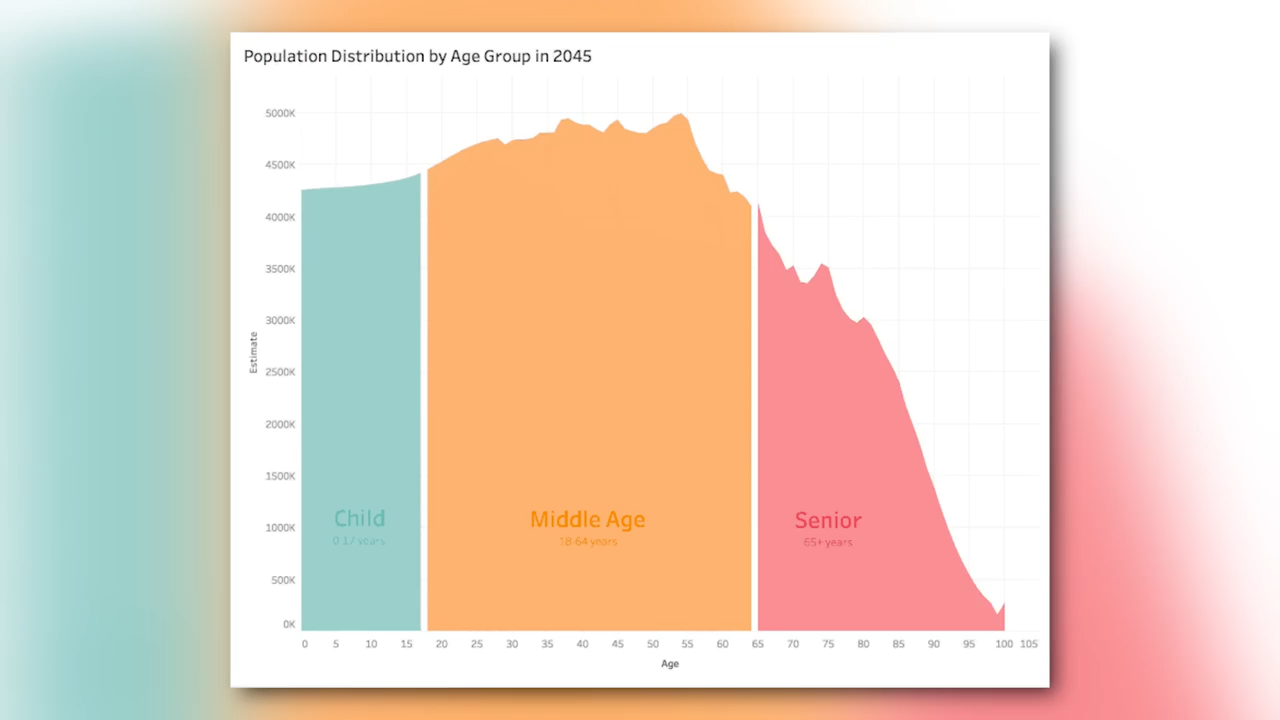 Population Distribution by Age Group in 2045
5000K
4500K
4000K
3500K
3000K
2500K
2000K
1500K
1000K
500K
0K
Estimate
Child
0-17 years
Middle Age
18-64 years
Senior
65+ years
0 5 10 15 20 25 30 35 40 45 50 55 60 65 70 75 80 85 90 95 100 105
Age